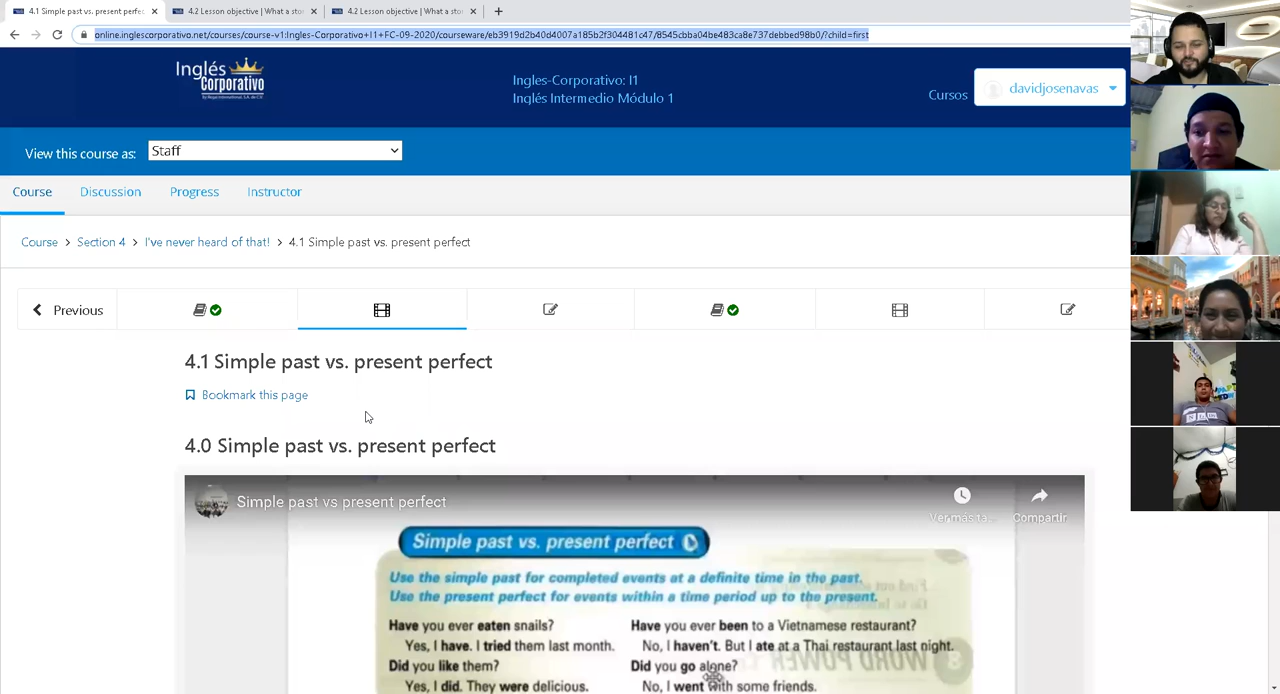 4.1 Simple past vs. present perfec
4.2 Lesson objective | What a sto
4.2 Lesson objective | What a sto
online.inglescorporativo.net/courses/course-v1:Ingles-Corporativo+I1+FC-09-2020/courseware/eb3919d2b40d4007a185b2f304481c47/8545cbba04be483ca8e737debbed98b0/?child=first
Inglés
Corporativo
Ingles-Corporativo: I1
Inglés Intermedio Módulo 1
Cursos
davidjosenavas
View this course as:
Staff
Course
Discussion
Progress
Instructor
Course > Section 4 > I've never heard of that! > 4.1 Simple past vs. present perfect
Previous
4.1 Simple past vs. present perfect
Bookmark this page
4.0 Simple past vs. present perfect
Simple past vs present perfect
Ver más ta...
Compartir
Simple past vs. present perfect
Use the simple past for completed events at a definite time in the past.
Use the present perfect for events within a time period up to the present.
Have you ever eaten snails?
Yes, I have. I tried them last month.
Did you like them?
Yes, I did. They were delicious.
Have you ever been to a Vietnamese restaurant?
No, I haven't. But I ate at a Thai restaurant last night.
Did you go alone?
No, I went with some friends.